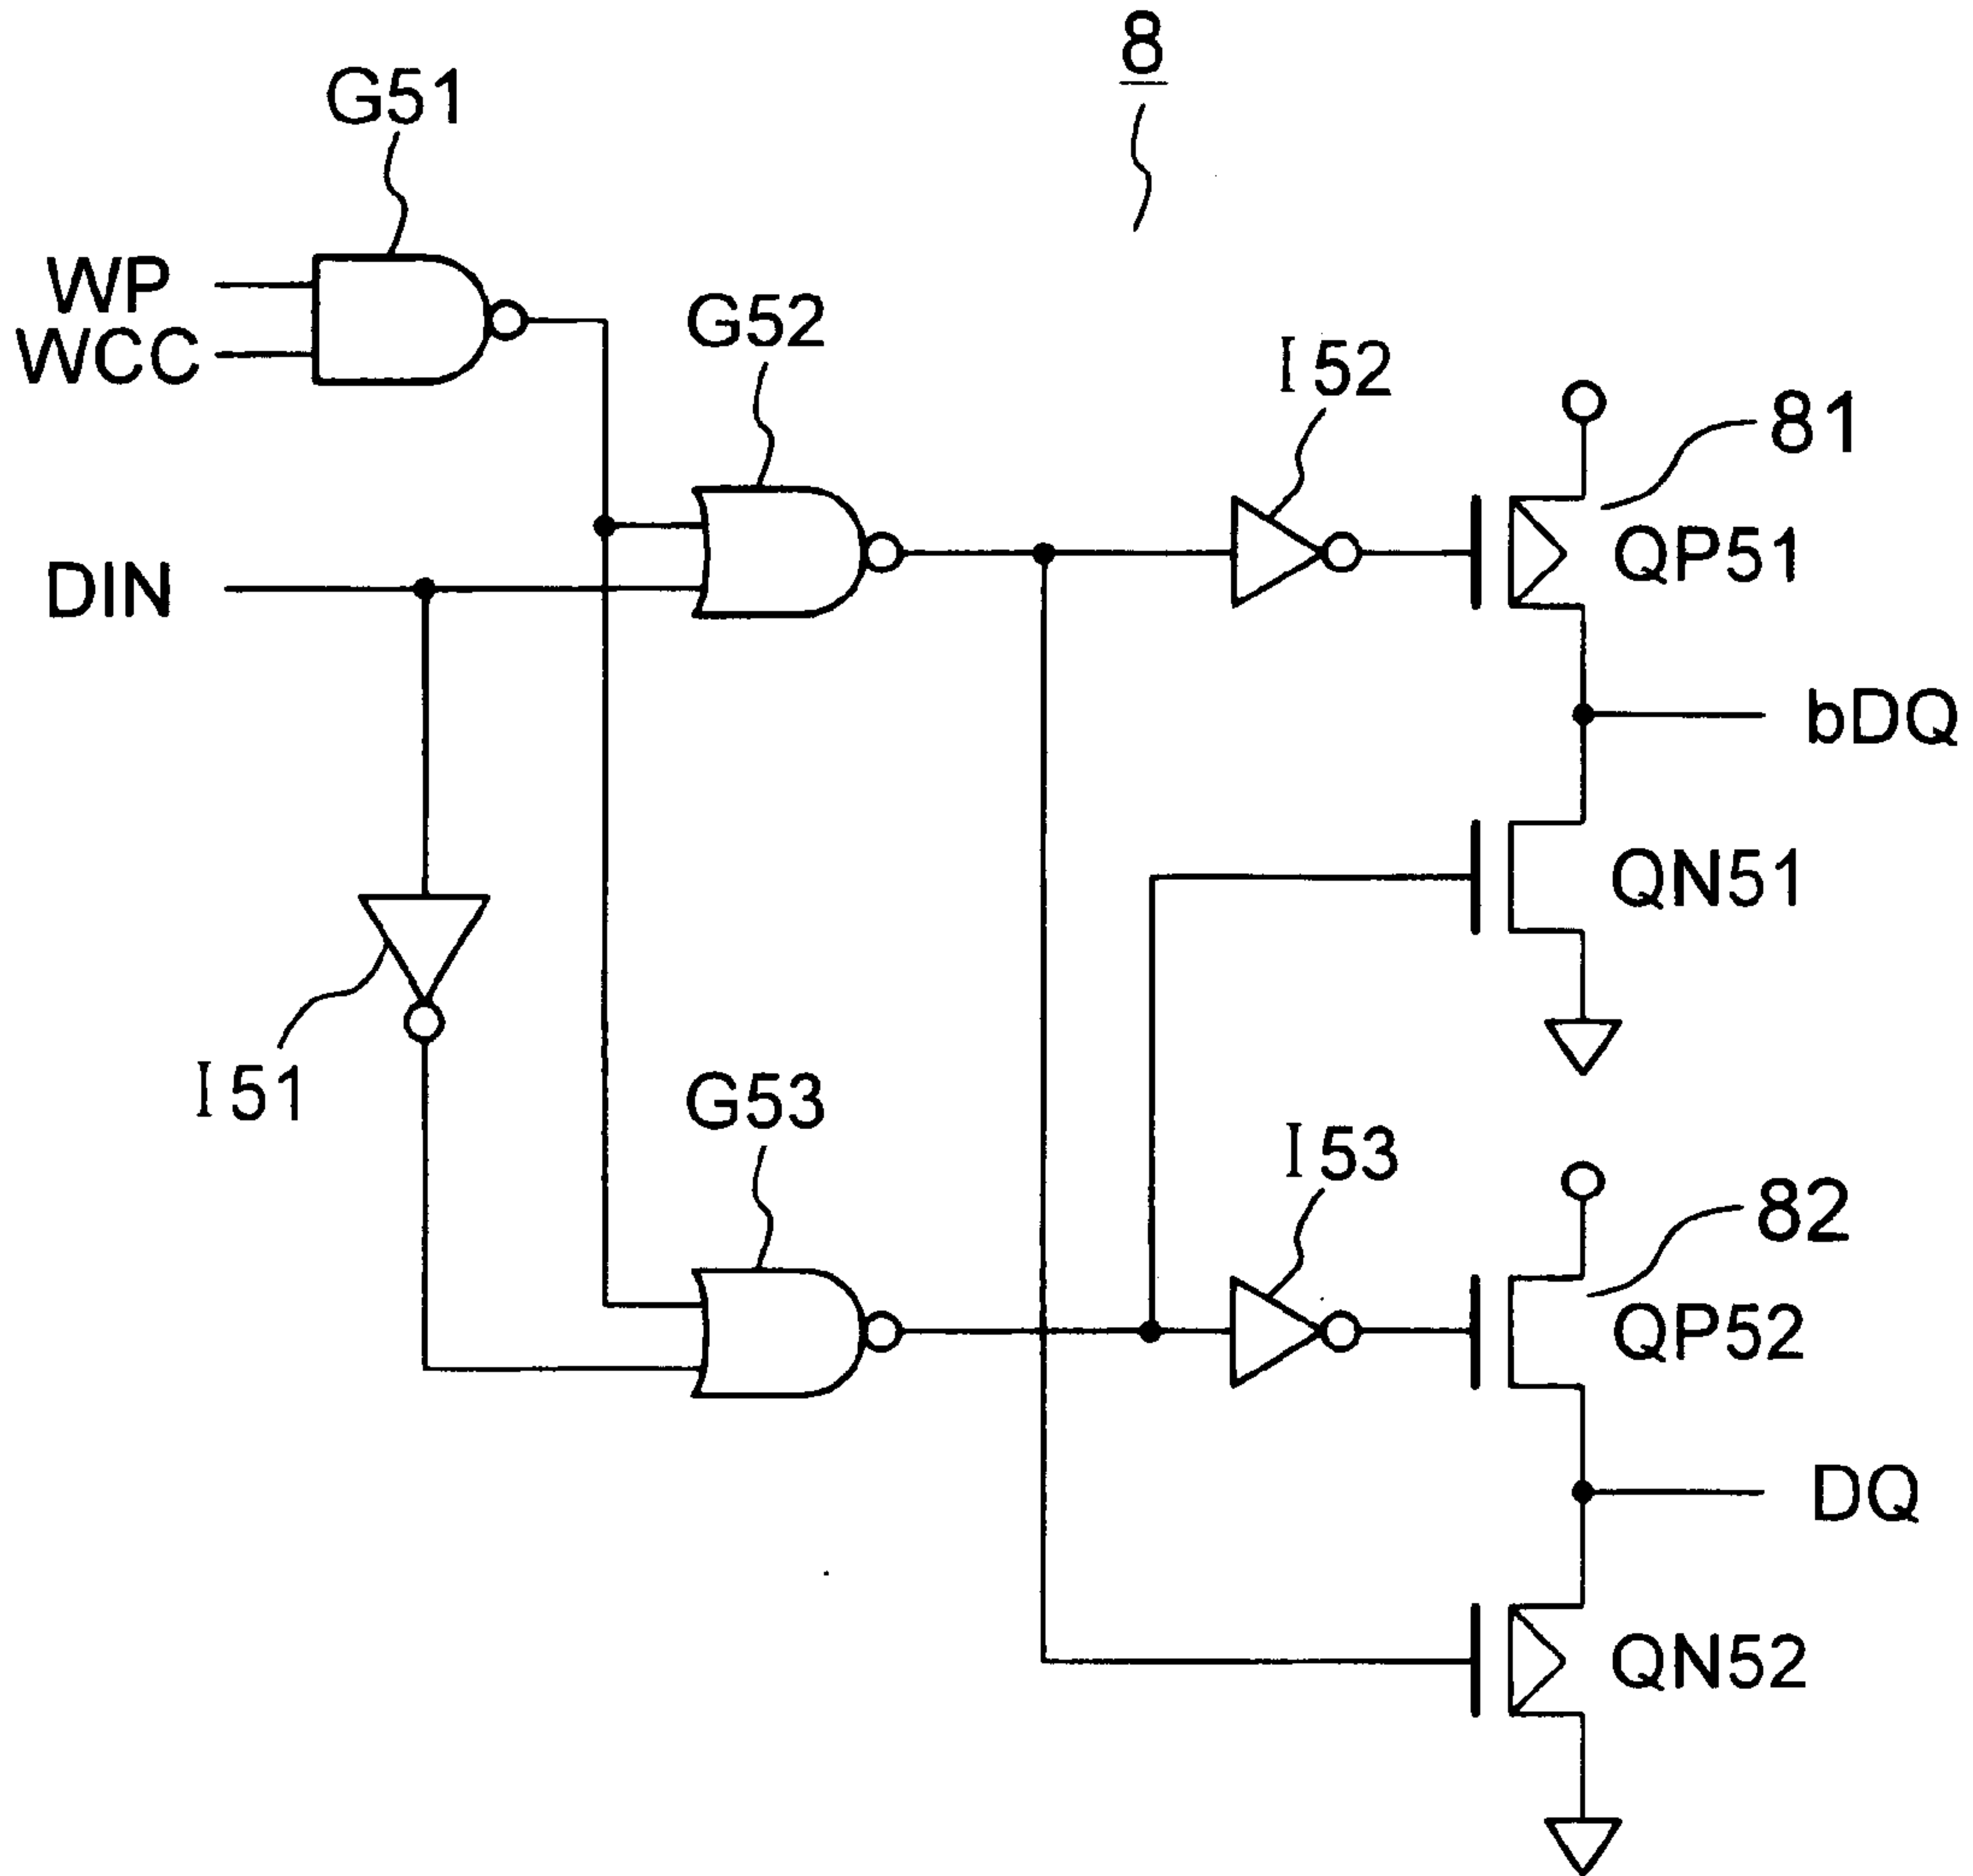 8
G51
WP
WCC
G52
I52
81
QP51
DIN
bDQ
QN51
I51
G53
I53
82
QP52
DQ
QN52